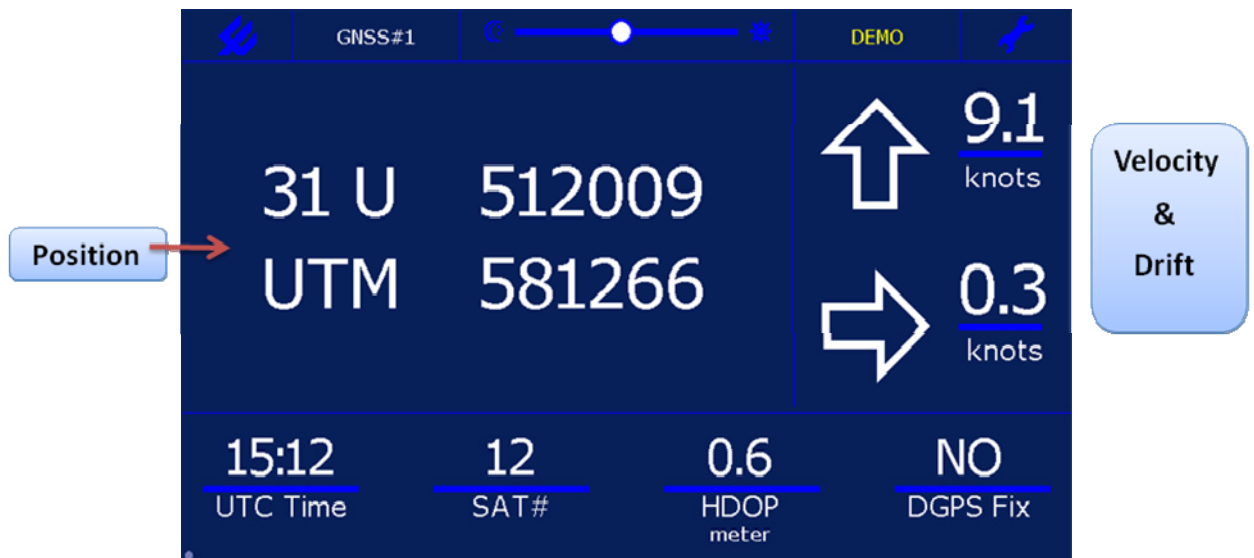 GNSS#1
DEMO
31 U 512009
UTM 581266
9.1
knots
0.3
knots
Position
Velocity
&
Drift
15:12 12 0.6 NO
UTC Time SAT# HDOP DGPS Fix
meter